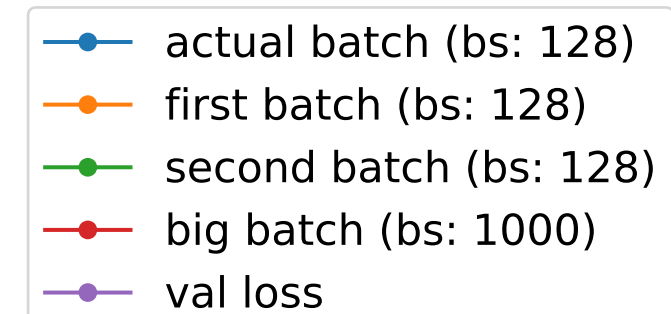 actual batch (bs: 128)
first batch (bs: 128)
second batch (bs: 128)
big batch (bs: 1000)
val loss